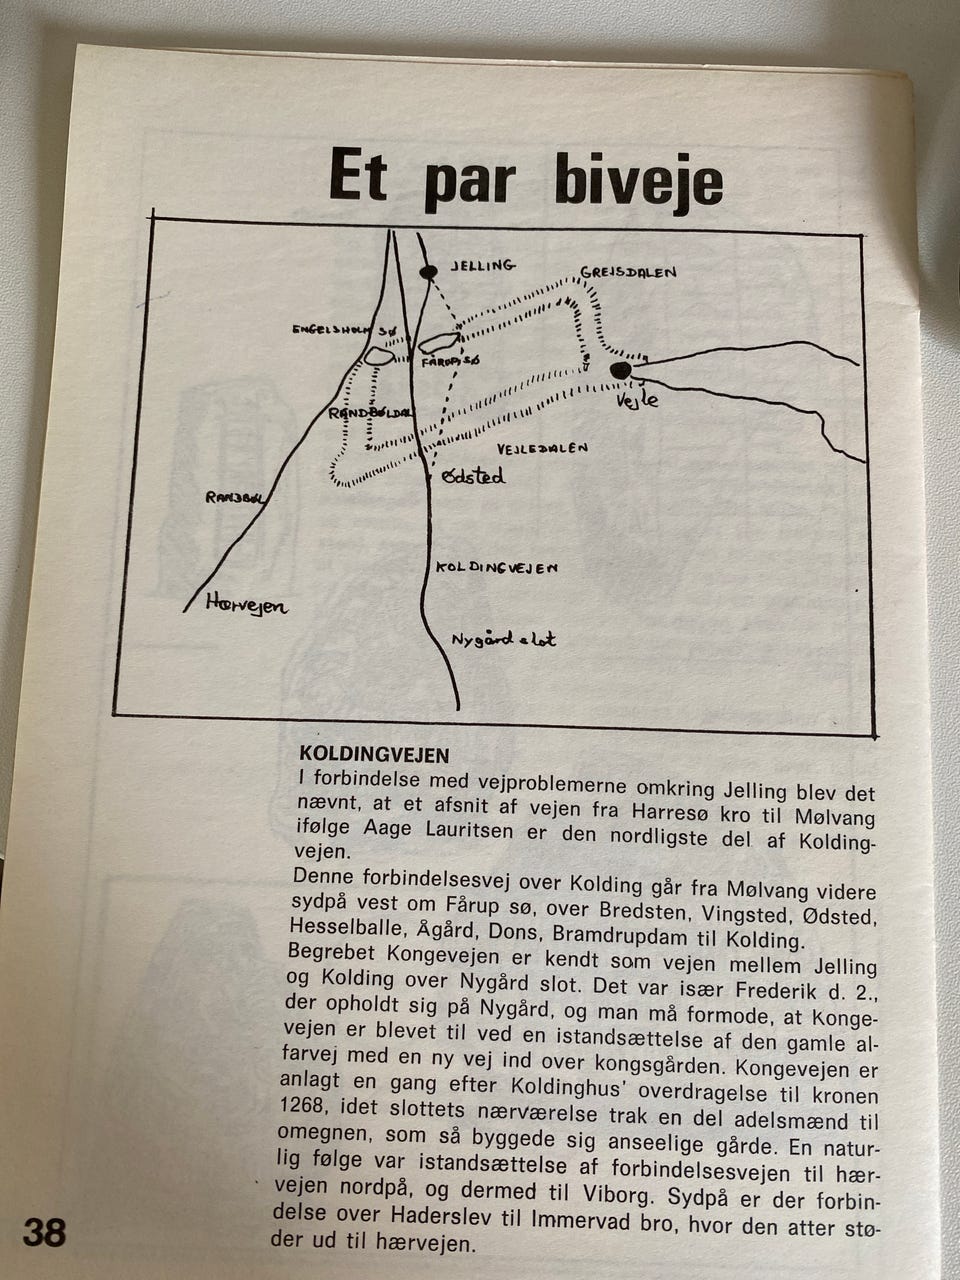 Et par biveje
JELLING
GREJSDALEN
ENGELSHOLM SØ
FÅRUP SØ
RANDBØLDAL
Vejle
VEJLEDALEN
Ødsted
RANDBØL
KOLDINGVEJEN
Hærvejen
Nygård slot
KOLDINGVEJEN
I forbindelse med vejproblemerne omkring Jelling blev det
nævnt, at et afsnit af vejen fra Harresø kro til Mølvang
ifølge Aage Lauritsen er den nordligste del af Kolding-
vejen.
Denne forbindelsesvej over Kolding går fra Mølvang videre
sydpå vest om Fårup sø, over Bredsten, Vingsted, Ødsted,
Hesselballe, Ågård, Dons, Bramdrupdam til Kolding.
Begrebet Kongevejen er kendt som vejen mellem Jelling
og Kolding over Nygård slot. Det var især Frederik d. 2.,
der opholdt sig på Nygård, og man må formode, at Konge-
vejen er blevet til ved en istandsættelse af den gamle al-
farvej med en ny vej ind over kongsgården. Kongevejen er
anlagt en gang efter Koldinghus' overdragelse til kronen
1268, idet slottets nærværelse trak en del adelsmænd til
omegnen, som så byggede sig anseelige gårde. En natur-
lig følge var istandsættelse af forbindelsesvejen til hær-
vejen nordpå, og dermed til Viborg. Sydpå er der forbin-
delse over Haderslev til Immervad bro, hvor den atter stø-
der ud til hærvejen.
38